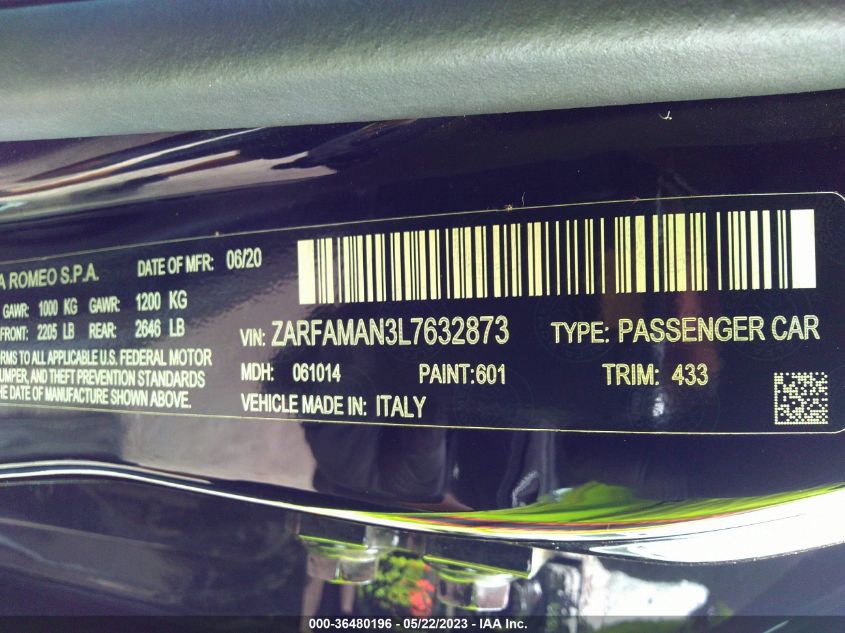 A ROMEO S.P.A. DATE OF MFR: 06/20
GAWR: 1000 KG GAWR: 1200 KG
FRONT: 2205 LB REAR: 2646 LB
VIN: ZARFAMAN3L7632873 TYPE: PASSENGER CAR
RMS TO ALL APPLICABLE U.S. FEDERAL MOTOR
UMPER, AND THEFT PREVENTION STANDARDS
HE DATE OF MANUFACTURE SHOWN ABOVE.
MDH: 061014 PAINT:601 TRIM: 433
VEHICLE MADE IN: ITALY
000-36480196 - 05/22/2023 - IAA Inc.